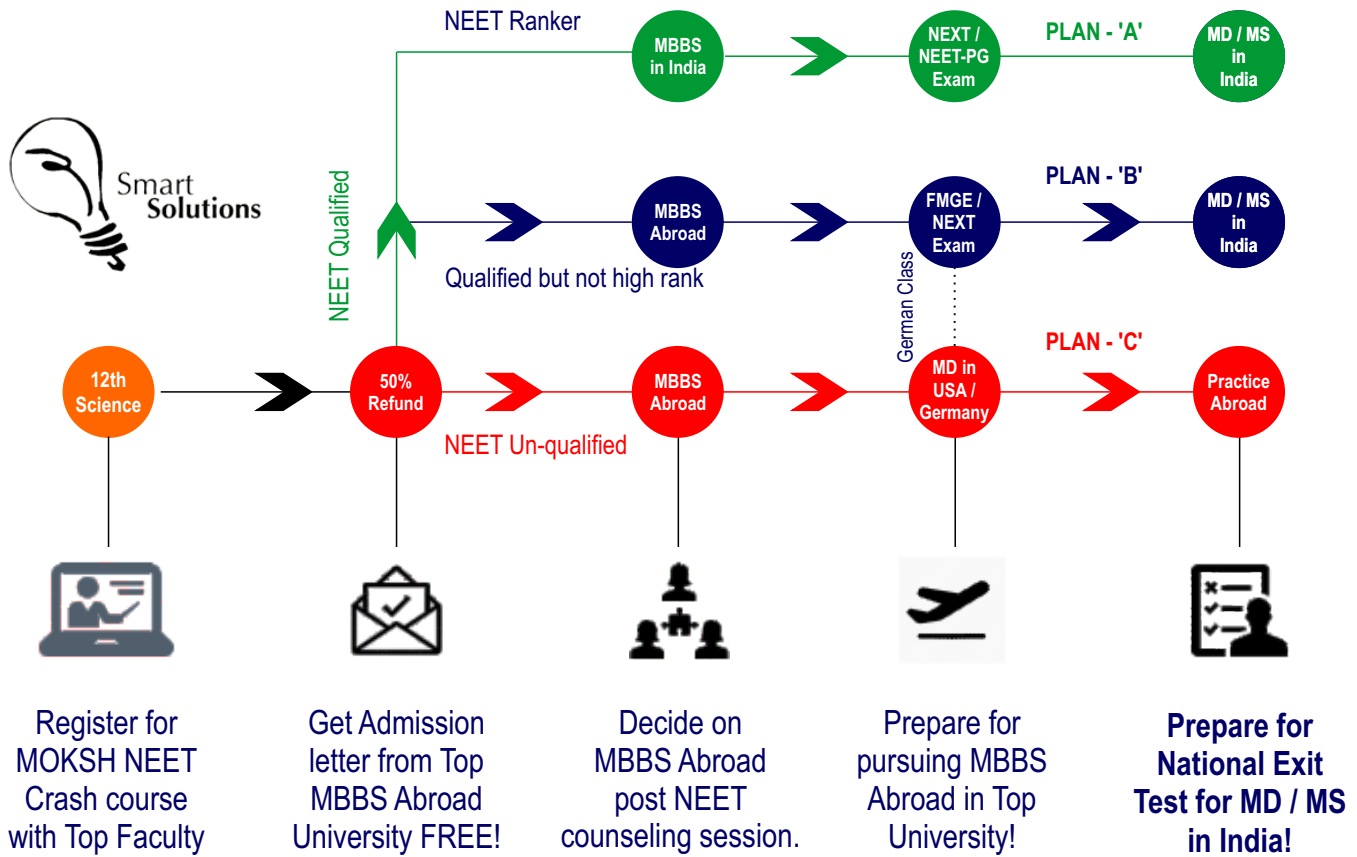 NEET Ranker
MBBS
in India
NEXT /
NEET-PG
Exam
PLAN - 'A'
MD / MS
in
India
Smart
Solutions
NEET Qualified
MBBS
Abroad
FMGE /
NEXT
Exam
PLAN - 'B'
MD / MS
in
India
Qualified but not high rank
German Class
12th
Science
50%
Refund
MBBS
Abroad
MD in
USA /
Germany
PLAN - 'C'
Practice
Abroad
NEET Un-qualified
Register for
MOKSH NEET
Crash course
with Top Faculty
Get Admission
letter from Top
MBBS Abroad
University FREE!
Decide on
MBBS Abroad
post NEET
counseling session.
Prepare for
pursuing MBBS
Abroad in Top
University!
Prepare for
National Exit
Test for MD / MS
in India!